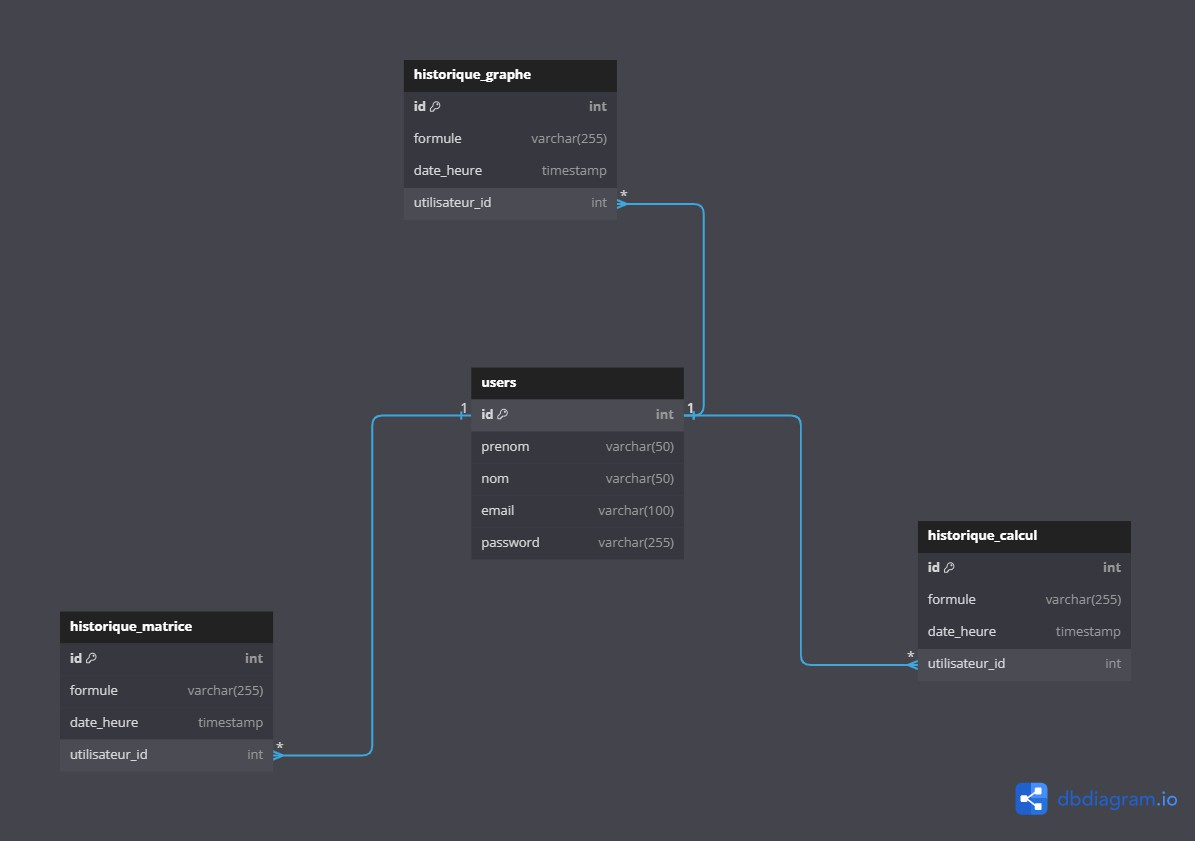 historique_graphe
id int
formule varchar(255)
date_heure timestamp
utilisateur_id int
*
users
1 id int 1
prenom varchar(50)
nom varchar(50)
email varchar(100)
password varchar(255)
historique_calcul
id int
formule varchar(255)
date_heure timestamp
* utilisateur_id int
historique_matrice
id int
formule varchar(255)
date_heure timestamp
utilisateur_id int *
dbdiagram.io